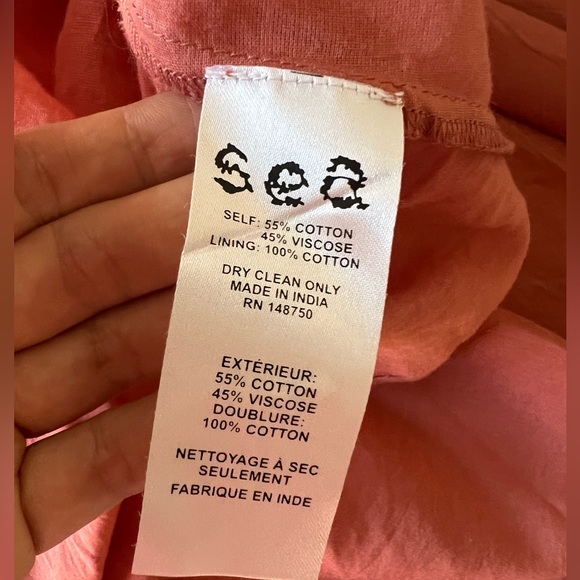 sea
SELF: 55% COTTON
45% VISCOSE
LINING: 100% COTTON
DRY CLEAN ONLY
MADE IN INDIA
RN 148750
EXTÉRIEUR:
55% COTTON
45% VISCOSE
DOUBLURE:
100% COTTON
NETTOYAGE À SEC
SEULEMENT
FABRIQUE EN INDE